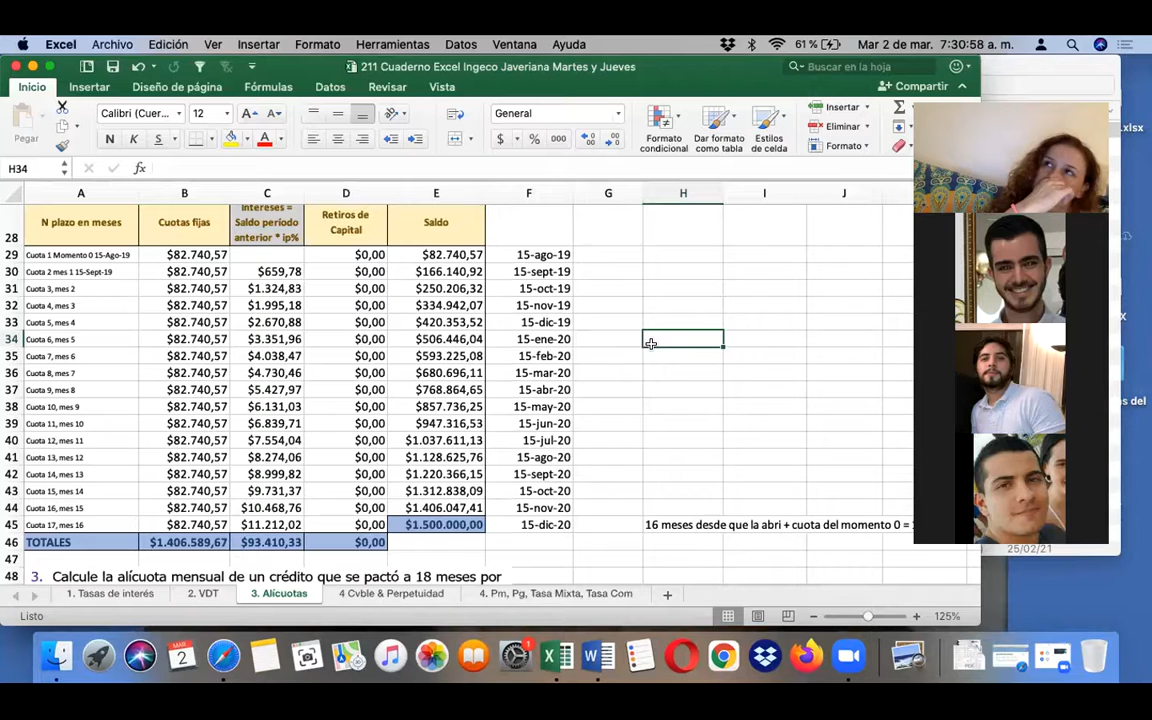 Excel Archivo Edición Ver Insertar Formato Herramientas Datos Ventana Ayuda 61 % Mar 2 de mar. 7:30:58 a. m.
211 Cuaderno Excel Ingeco Javeriana Martes y Jueves Buscar en la hoja
Inicio Insertar Diseño de página Fórmulas Datos Revisar Vista Compartir
Pegar Calibri (Cuer... 12 General Formato condicional Dar formato como tabla Estilos de celda Insertar Eliminar Formato
N K S
H34 fx
A B C D E F G H I J
28 N plazo en meses Cuotas fijas Intereses = Saldo período anterior * ip% Retiros de Capital Saldo
29 Cuota 1 Momento 0 15-Ago-19 $82.740,57 $0,00 $82.740,57 15-ago-19
30 Cuota 2 mes 1 15-Sept-19 $82.740,57 $659,78 $0,00 $166.140,92 15-sept-19
31 Cuota 3, mes 2 $82.740,57 $1.324,83 $0,00 $250.206,32 15-oct-19
32 Cuota 4, mes 3 $82.740,57 $1.995,18 $0,00 $334.942,07 15-nov-19
33 Cuota 5, mes 4 $82.740,57 $2.670,88 $0,00 $420.353,52 15-dic-19
34 Cuota 6, mes 5 $82.740,57 $3.351,96 $0,00 $506.446,04 15-ene-20
35 Cuota 7, mes 6 $82.740,57 $4.038,47 $0,00 $593.225,08 15-feb-20
36 Cuota 8, mes 7 $82.740,57 $4.730,46 $0,00 $680.696,11 15-mar-20
37 Cuota 9, mes 8 $82.740,57 $5.427,97 $0,00 $768.864,65 15-abr-20
38 Cuota 10, mes 9 $82.740,57 $6.131,03 $0,00 $857.736,25 15-may-20
39 Cuota 11, mes 10 $82.740,57 $6.839,71 $0,00 $947.316,53 15-jun-20
40 Cuota 12, mes 11 $82.740,57 $7.554,04 $0,00 $1.037.611,13 15-jul-20
41 Cuota 13, mes 12 $82.740,57 $8.274,06 $0,00 $1.128.625,76 15-ago-20
42 Cuota 14, mes 13 $82.740,57 $8.999,82 $0,00 $1.220.366,15 15-sept-20
43 Cuota 15, mes 14 $82.740,57 $9.731,37 $0,00 $1.312.838,09 15-oct-20
44 Cuota 16, mes 15 $82.740,57 $10.468,76 $0,00 $1.406.047,41 15-nov-20
45 Cuota 17, mes 16 $82.740,57 $11.212,02 $0,00 $1.500.000,00 15-dic-20 16 meses desde que la abri + cuota del momento 0 =
46 TOTALES $1.406.589,67 $93.410,33 $0,00
47
48 3. Calcule la alícuota mensual de un crédito que se pactó a 18 meses por
1. Tasas de interés 2. VDT 3. Alícuotas 4 Cvble & Perpetuidad 4. Pm, Pg, Tasa Mixta, Tasa Com
Listo 125%
.xlsx
25/02/21